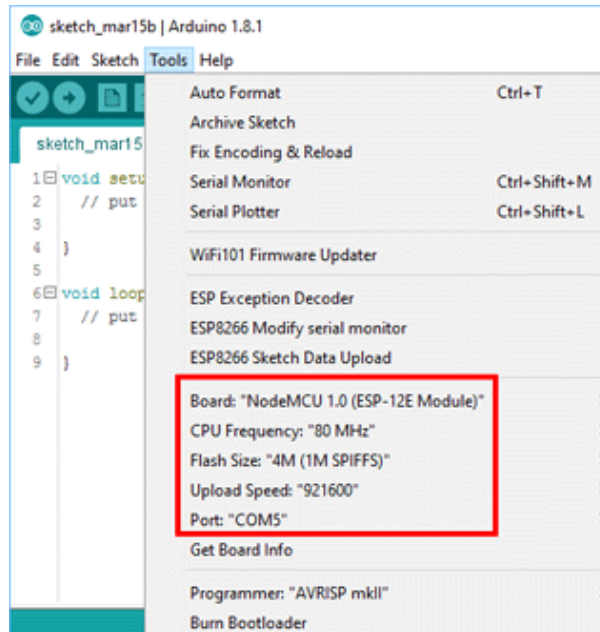 sketch_mar15b | Arduino 1.8.1
File Edit Sketch Tools Help
Auto Format Ctrl+T
Archive Sketch
sketch_mar15
Fix Encoding & Reload
1 void setu
Serial Monitor Ctrl+Shift+M
2 // put
Serial Plotter Ctrl+Shift+L
3
4 }
WiFi101 Firmware Updater
5
6 void loop
ESP Exception Decoder
7 // put
ESP8266 Modify serial monitor
8
ESP8266 Sketch Data Upload
9 }
Board: "NodeMCU 1.0 (ESP-12E Module)"
CPU Frequency: "80 MHz"
Flash Size: "4M (1M SPIFFS)"
Upload Speed: "921600"
Port: "COM5"
Get Board Info
Programmer: "AVRISP mkII"
Burn Bootloader